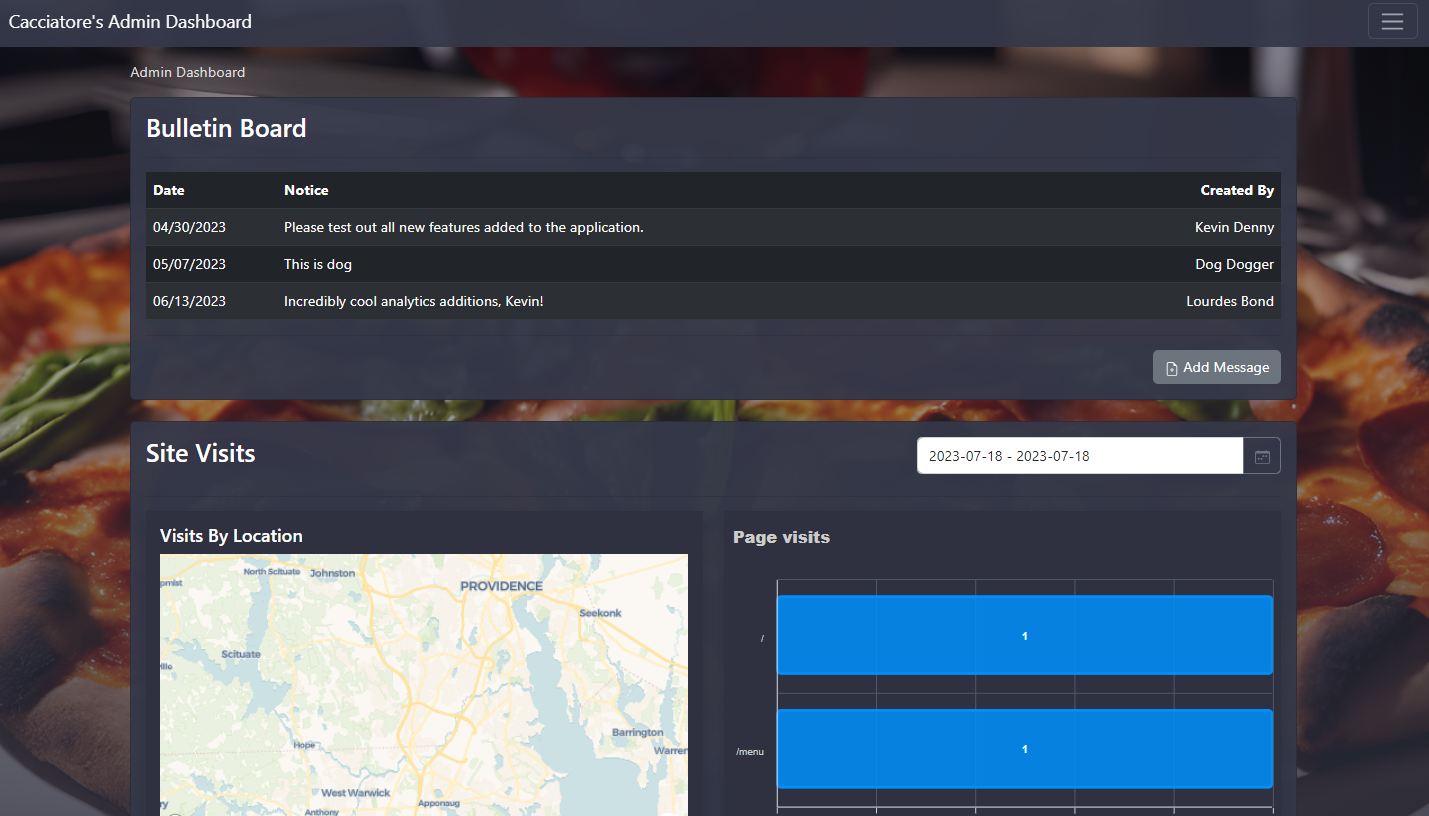 Cacciatore's Admin Dashboard
Admin Dashboard
Bulletin Board
Date Notice Created By
04/30/2023 Please test out all new features added to the application. Kevin Denny
05/07/2023 This is dog Dog Dogger
06/13/2023 Incredibly cool analytics additions, Kevin! Lourdes Bond
Add Message
Site Visits
2023-07-18 - 2023-07-18
Visits By Location
North Scituate
Johnston
PROVIDENCE
Seekonk
Scituate
Hope
Barrington
Warren
West Warwick
Apponaug
Anthony
Page visits
/
1
/menu
1